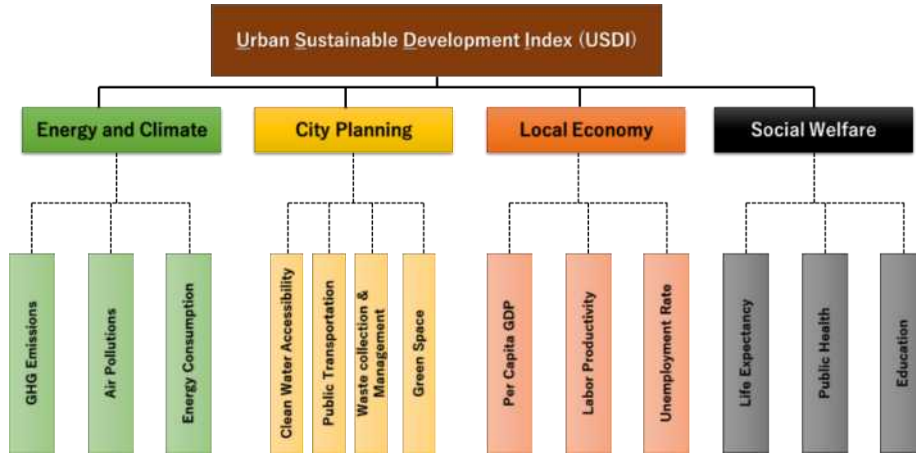 Urban Sustainable Development Index (USDI)
Energy and Climate
City Planning
Local Economy
Social Welfare
GHG Emissions
Air Pollutions
Energy Consumption
Clean Water Accessibility
Public Transportation
Waste collection &
Management
Green Space
Per Capita GDP
Labor Productivity
Unemployment Rate
Life Expectancy
Public Health
Education